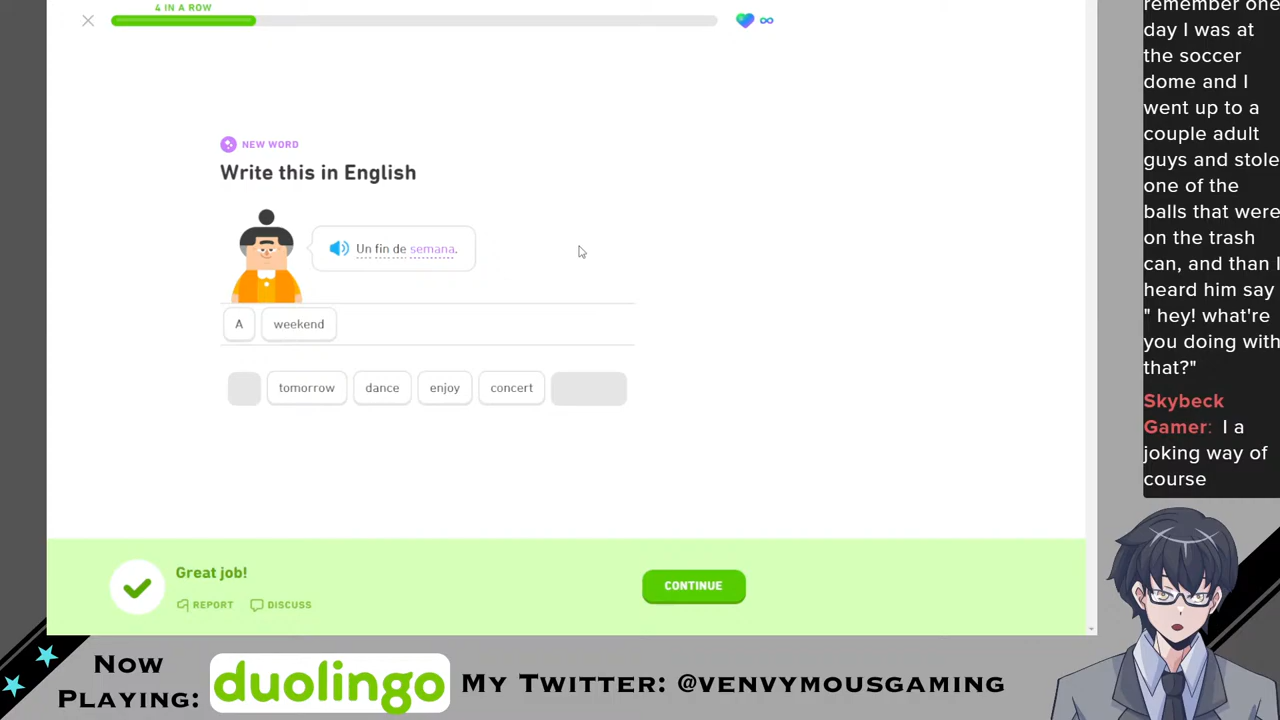 4 IN A ROW
NEW WORD
Write this in English
Un fin de semana.
A weekend
tomorrow dance enjoy concert
Great job!
REPORT DISCUSS
CONTINUE
remember one
day I was at
the soccer
dome and I
went up to a
couple adult
guys and stole
one of the
balls that were
on the trash
can, and than I
heard him say
" hey! what're
you doing with
that?"
Skybeck
Gamer: I a
joking way of
course
Now
Playing:
duolingo
My Twitter: @venvymousgaming